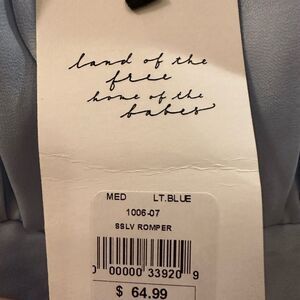 land of the
free
home of the
babes
MED LT.BLUE
1006-07
SSLV ROMPER
0 00000 33920 9
$ 64.99